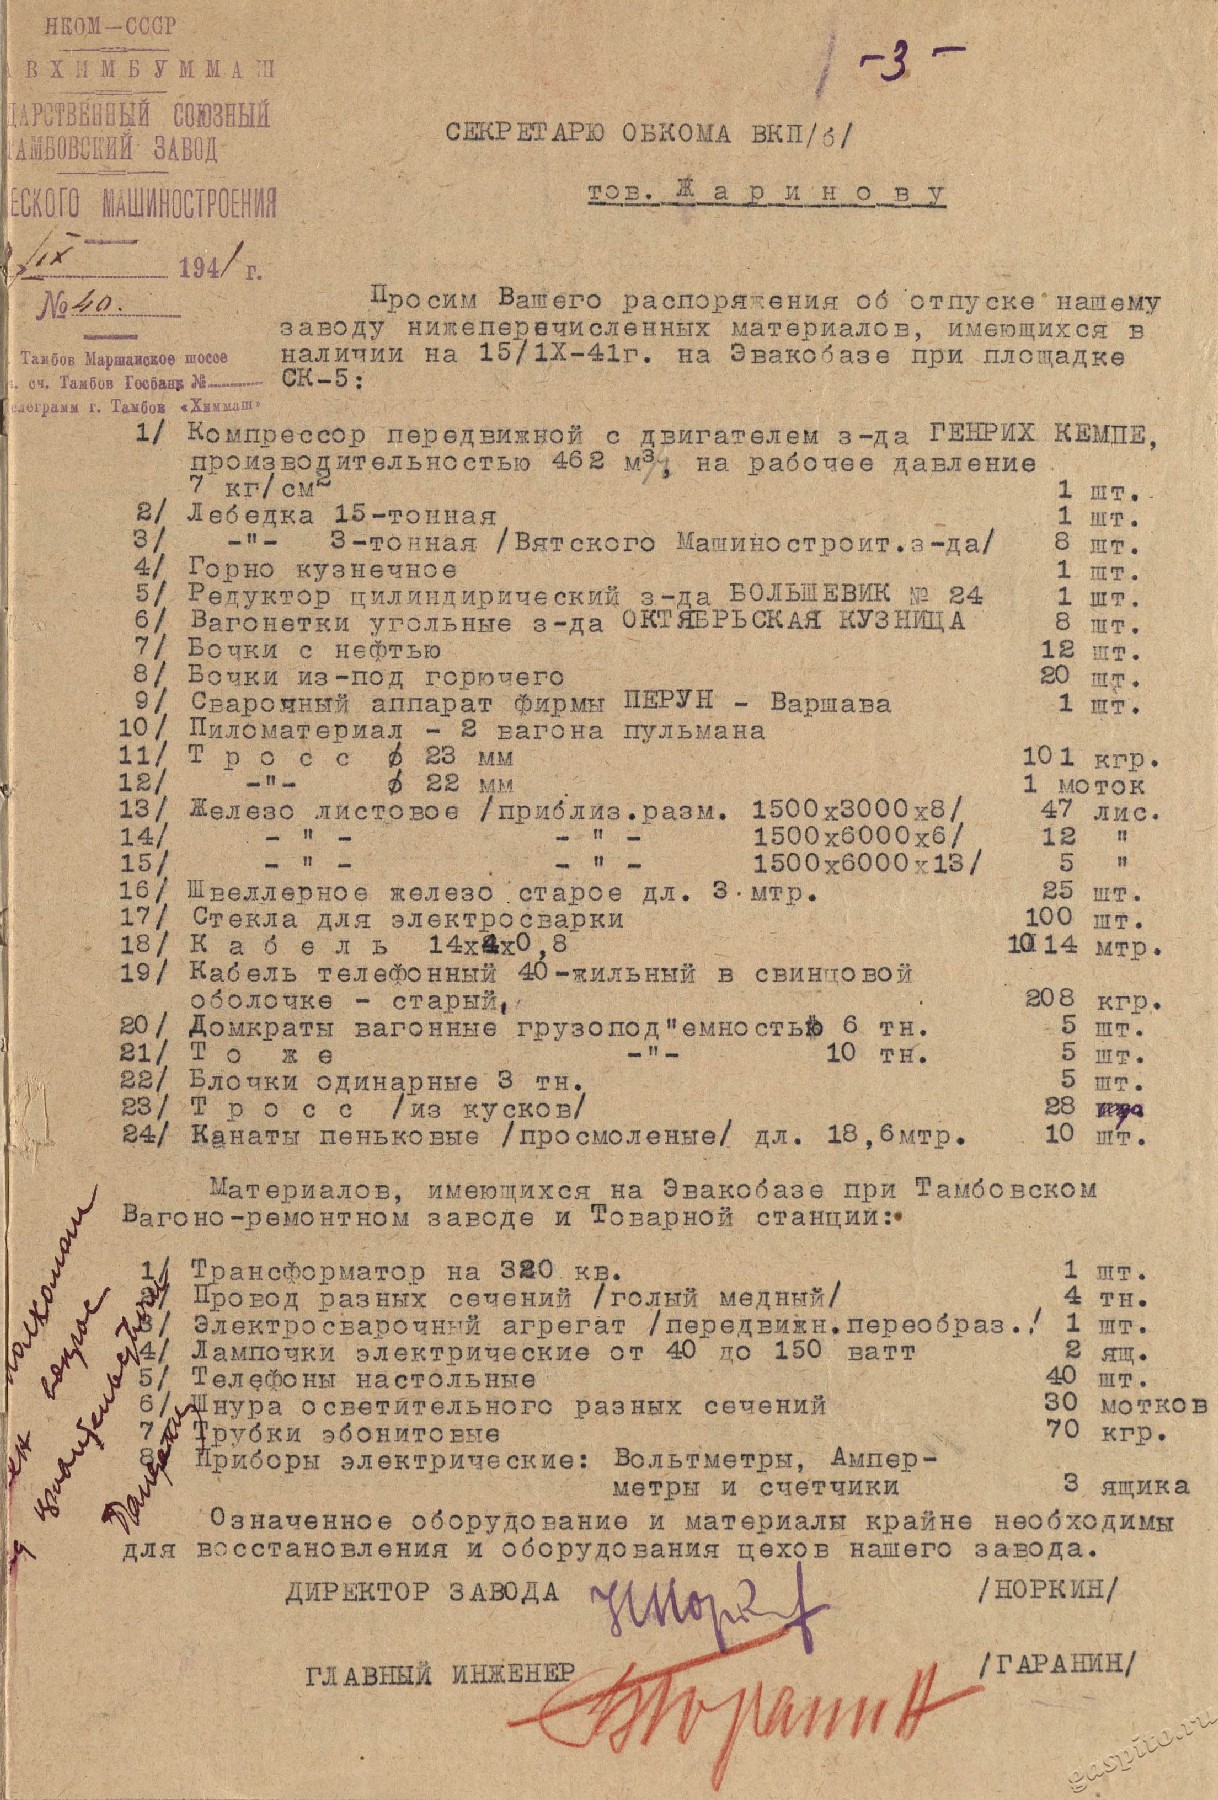 НКОМ—СССР
АВХИМБУММАШ
ДАРСТВЕННЫЙ СОЮЗНЫЙ
ТАМБОВСКИЙ ЗАВОД
ЕСКОГО МАШИНОСТРОЕНИЯ
/IX 1941 г.
№ 40.
Тамбов Маршанское шоссе
сч. Тамбов Госбанк №
елеграмм г. Тамбов «Химмаш»
-3-
СЕКРЕТАРЮ ОБКОМА ВКП/б/
тов. Жаринову
Просим Вашего распоряжения об отпуске нашему
заводу нижеперечисленных материалов, имеющихся в
наличии на 15/1X-41г. на Эвакобазе при площадке
СК-5:
1/ Компрессор передвижной с двигателем з-да ГЕНРИХ КЕМПЕ,
производительностью 462 м³, на рабочее давление
7 кг/см² 1 шт.
2/ Лебедка 15-тонная 1 шт.
3/ -"- 3-тонная /Вятского Машиностроит.з-да/ 8 шт.
4/ Горно кузнечное 1 шт.
5/ Редуктор цилиндирический з-да БОЛЬШЕВИК № 24 1 шт.
6/ Вагонетки угольные з-да ОКТЯБРЬСКАЯ КУЗНИЦА 8 шт.
7/ Бочки с нефтью 12 шт.
8/ Бочки из-под горючего 20 шт.
9/ Сварочный аппарат фирмы ПЕРУН - Варшава 1 шт.
10/ Пиломатериал - 2 вагона пульмана
11/ Т р о с с ∅ 23 мм 101 кгр.
12/ -"- ∅ 22 мм 1 моток
13/ Железо листовое /приблиз.разм. 1500х3000х8/ 47 лис.
14/ - " - - " - 1500х6000х6/ 12 "
15/ - " - - " - 1500х6000х13/ 5 "
16/ Швеллерное железо старое дл. 3 мтр. 25 шт.
17/ Стекла для электросварки 100 шт.
18/ К а б е л ь 14х4х0,8 1014 мтр.
19/ Кабель телефонный 40-жильный в свинцовой
оболочке - старый, 208 кгр.
20/ Домкраты вагонные грузопод"емностью 6 тн. 5 шт.
21/ Т о ж е -"- 10 тн. 5 шт.
22/ Блочки одинарные 3 тн. 5 шт.
23/ Т р о с с /из кусков/ 28
24/ Канаты пеньковые /просмоленые/ дл. 18,6мтр. 10 шт.
Материалов, имеющихся на Эвакобазе при Тамбовском
Вагоно-ремонтном заводе и Товарной станции:
1/ Трансформатор на 320 кв. 1 шт.
2/ Провод разных сечений /голый медный/ 4 тн.
3/ Электросварочный агрегат /передвижн.переобраз../ 1 шт.
4/ Лампочки электрические от 40 до 150 ватт 2 ящ.
5/ Телефоны настольные 40 шт.
6/ Шнура осветительного разных сечений 30 мотков
7/ Трубки эбонитовые 70 кгр.
8/ Приборы электрические: Вольтметры, Ампер-
метры и счетчики 3 ящика
Означенное оборудование и материалы крайне необходимы
для восстановления и оборудования цехов нашего завода.
ДИРЕКТОР ЗАВОДА /НОРКИН/
ГЛАВНЫЙ ИНЖЕНЕР /ГАРАНИН/
gaspito.ru